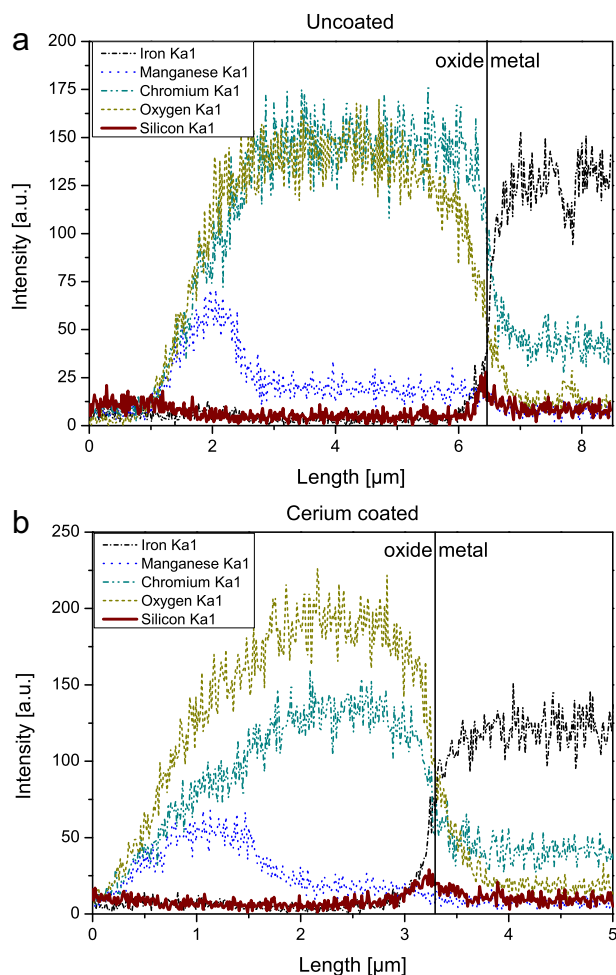 a
Uncoated
200
175
150
125
100
75
50
25
0
Intensity [a.u.]
Iron Ka1
Manganese Ka1
Chromium Ka1
Oxygen Ka1
Silicon Ka1
oxide metal
0 2 4 6 8
Length [µm]
b
Cerium coated
250
200
150
100
50
0
Intensity [a.u.]
Iron Ka1
Manganese Ka1
Chromium Ka1
Oxygen Ka1
Silicon Ka1
oxide metal
0 1 2 3 4 5
Length [µm]